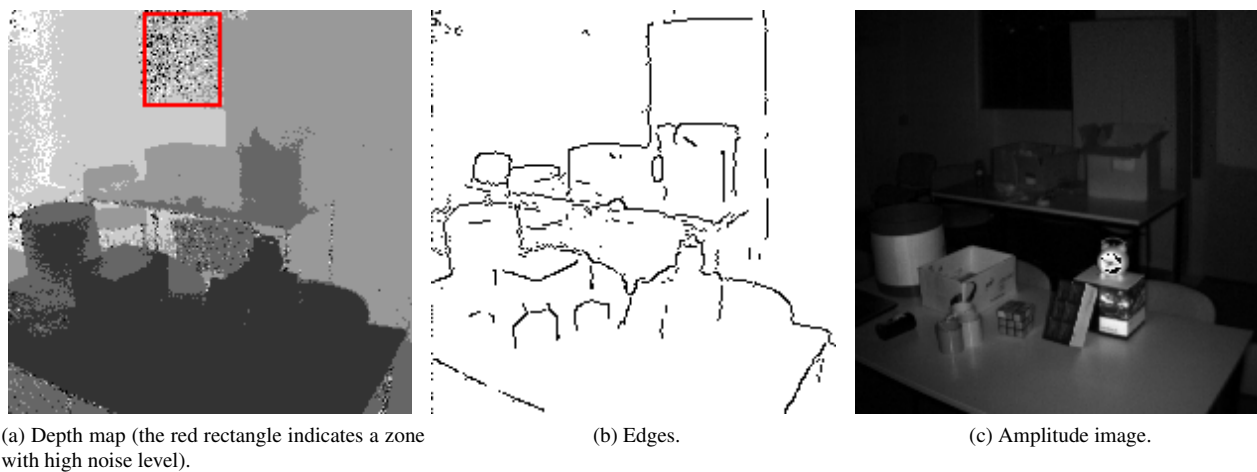 (a) Depth map (the red rectangle indicates a zone
with high noise level).
(b) Edges.
(c) Amplitude image.